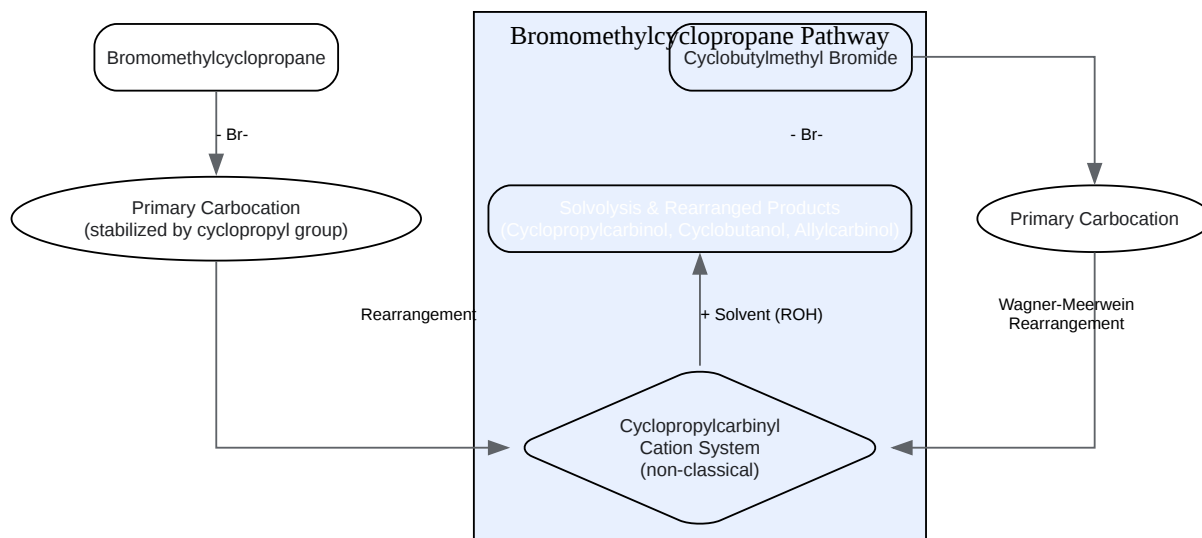 Bromomethylcyclopropane Pathway
Bromomethylcyclopropane
Cyclobutylmethyl Bromide
- Br-
- Br-
Primary Carbocation
(stabilized by cyclopropyl group)
Solvolysis & Rearranged Products
(Cyclopropylcarbinol, Cyclobutanol, Allylcarbinol)
Primary Carbocation
Rearrangement
+ Solvent (ROH)
Wagner-Meerwein
Rearrangement
Cyclopropylcarbinyl
Cation System
(non-classical)